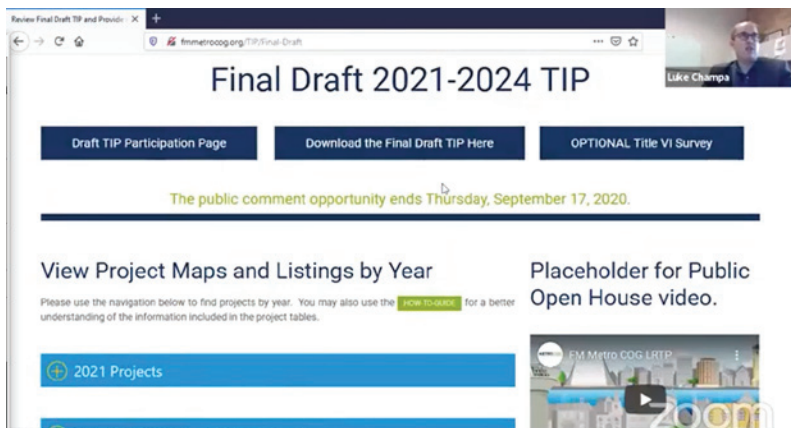 Review Final Draft TIP and Provide
fmmetrocog.org/TIP/Final-Draft
Luke Champa
Final Draft 2021-2024 TIP
Draft TIP Participation Page
Download the Final Draft TIP Here
OPTIONAL Title VI Survey
The public comment opportunity ends Thursday, September 17, 2020.
View Project Maps and Listings by Year
Please use the navigation below to find projects by year. You may also use the HOW-TO-GUIDE for a better
understanding of the information included in the project tables.
2021 Projects
Placeholder for Public
Open House video.
METROCOG
FM Metro COG LRTP
zoom